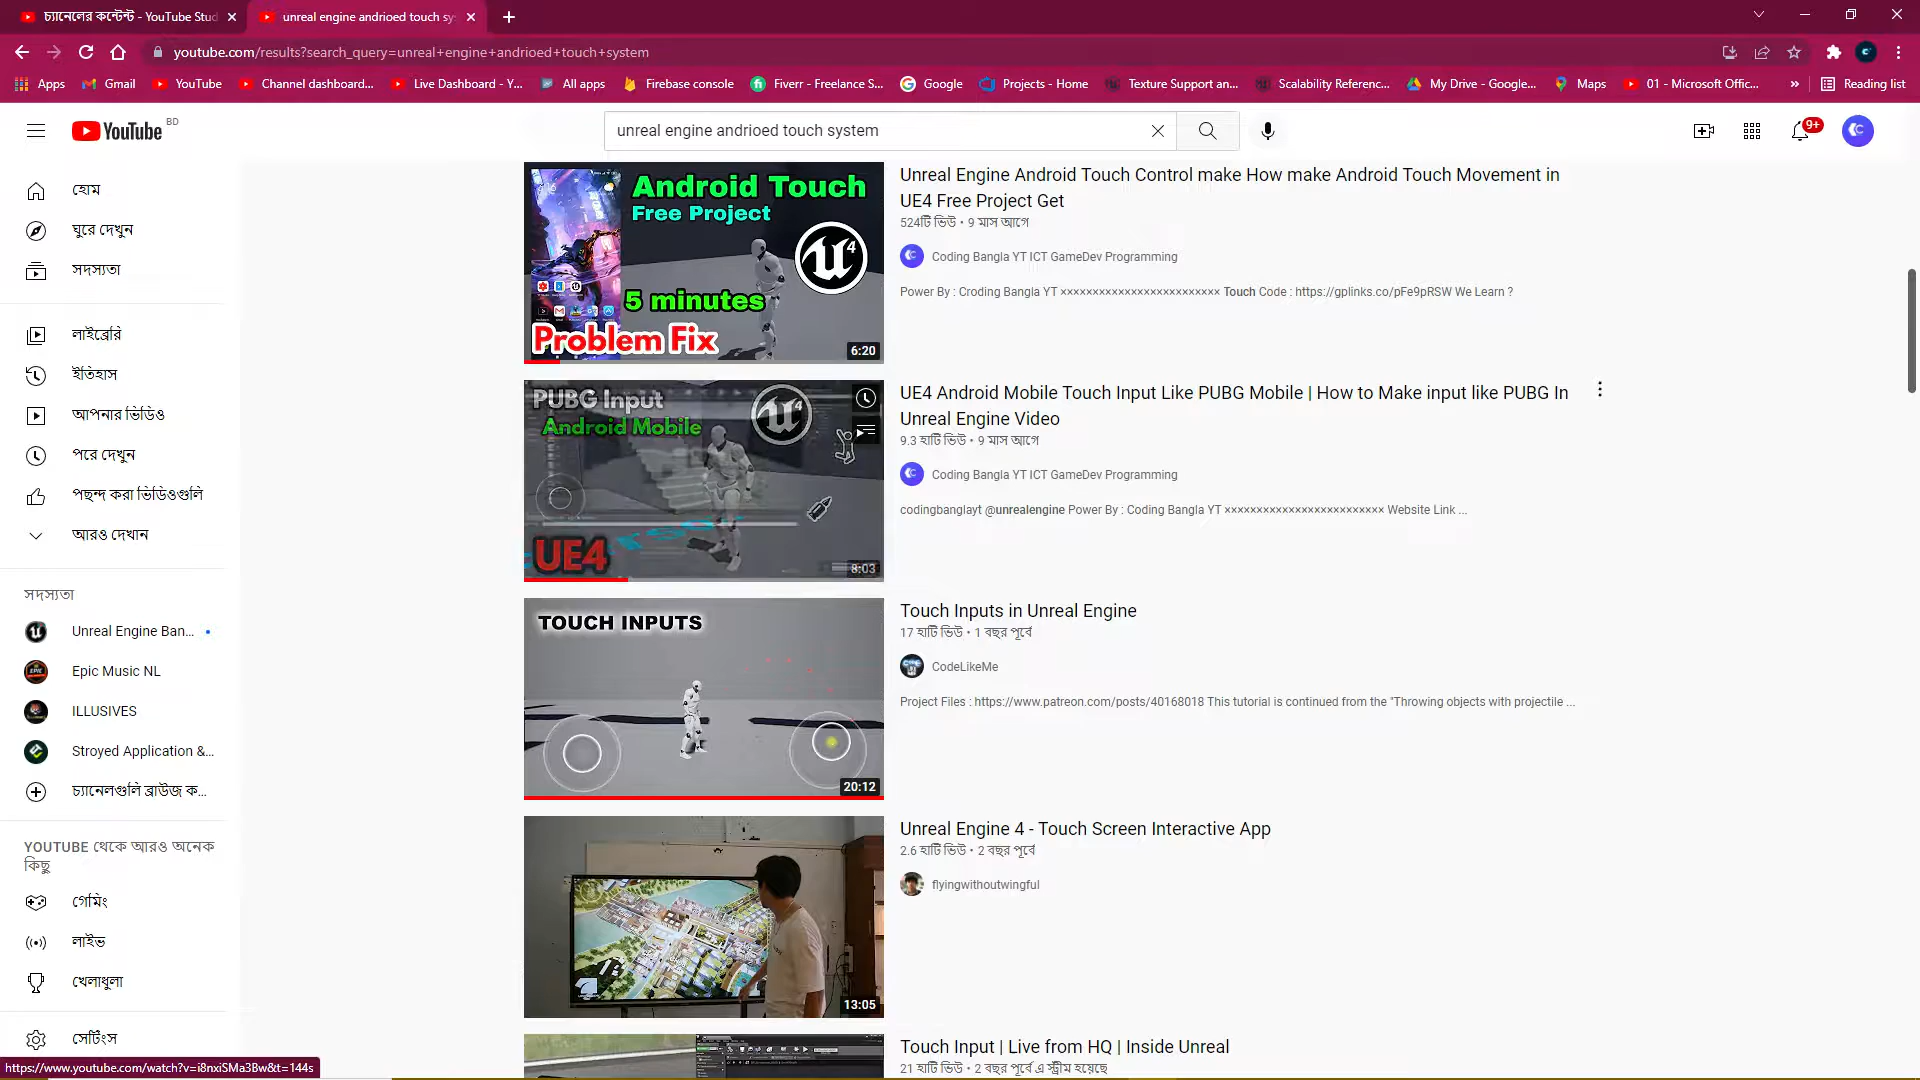 চ্যানেলের কন্টেন্ট - YouTube Stud
unreal engine andrioed touch sy
youtube.com/results?search_query=unreal+engine+andrioed+touch+system
Apps
Gmail
YouTube
Channel dashboard...
Live Dashboard - Y...
All apps
Firebase console
Fiverr - Freelance S...
Google
Projects - Home
Texture Support an...
Scalability Referenc...
My Drive - Google...
Maps
01 - Microsoft Offic...
»
Reading list
YouTube BD
unreal engine andrioed touch system
9+
হোম
ঘুরে দেখুন
সদস্যতা
লাইব্রেরি
ইতিহাস
আপনার ভিডিও
পরে দেখুন
পছন্দ করা ভিডিওগুলি
আরও দেখান
সদস্যতা
Unreal Engine Ban...
Epic Music NL
ILLUSIVES
Stroyed Application &...
চ্যানেলগুলি ব্রাউজ ক...
YOUTUBE থেকে আরও অনেক
কিছু
গেমিং
লাইভ
খেলাধুলা
সেটিংস
Android Touch
Free Project
5 minutes
Problem Fix
6:20
Unreal Engine Android Touch Control make How make Android Touch Movement in
UE4 Free Project Get
524টি ভিউ • 9 মাস আগে
Coding Bangla YT ICT GameDev Programming
Power By : Croding Bangla YT ××××××××××××××××××××××××× Touch Code : https://gplinks.co/pFe9pRSW We Learn ?
PUBG Input
Android Mobile
UE4
8:03
UE4 Android Mobile Touch Input Like PUBG Mobile | How to Make input like PUBG In
Unreal Engine Video
9.3 হাটি ভিউ • 9 মাস আগে
Coding Bangla YT ICT GameDev Programming
codingbanglayt @unrealengine Power By : Coding Bangla YT ××××××××××××××××××××××××× Website Link ...
TOUCH INPUTS
20:12
Touch Inputs in Unreal Engine
17 হাটি ভিউ • 1 বছর পূর্বে
CodeLikeMe
Project Files : https://www.patreon.com/posts/40168018 This tutorial is continued from the "Throwing objects with projectile ...
13:05
Unreal Engine 4 - Touch Screen Interactive App
2.6 হাটি ভিউ • 2 বছর পূর্বে
flyingwithoutwingful
Touch Input | Live from HQ | Inside Unreal
21 হাটি ভিউ • 2 বছর পূর্বে এ স্ট্রীম হয়েছে
https://www.youtube.com/watch?v=i8nxiSMa3Bw&t=144s